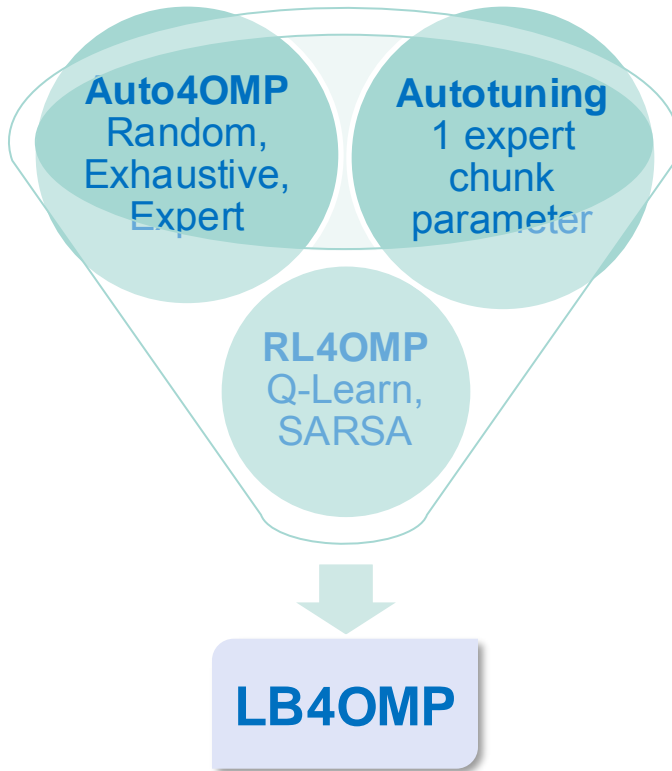 Auto4OMP
Random,
Exhaustive,
Expert
Autotuning
1 expert
chunk
parameter
RL4OMP
Q-Learn,
SARSA
LB4OMP